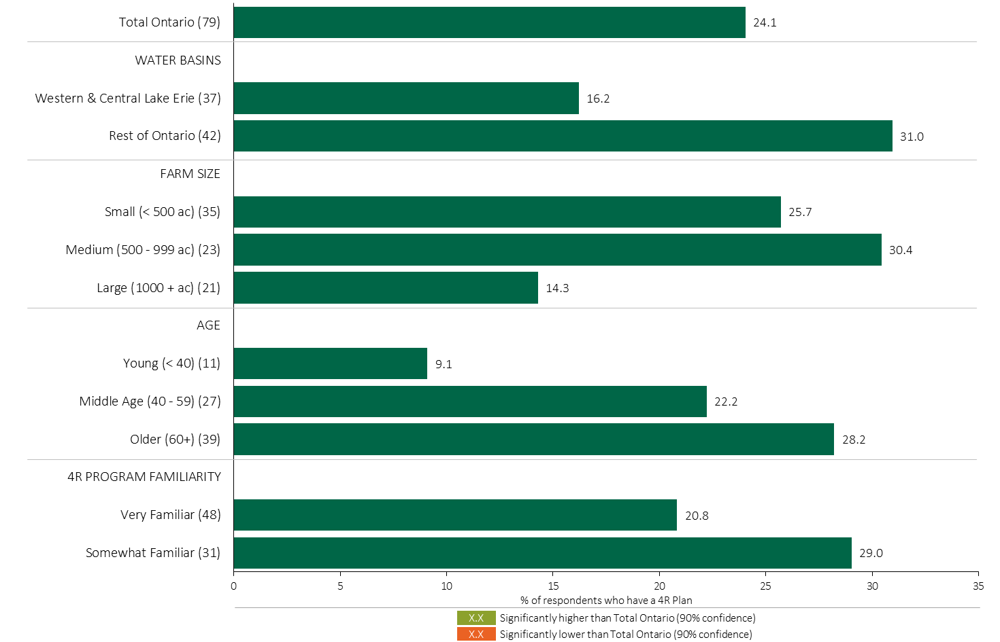 Total Ontario (79) 24.1
WATER BASINS
Western & Central Lake Erie (37) 16.2
Rest of Ontario (42) 31.0
FARM SIZE
Small (< 500 ac) (35) 25.7
Medium (500 - 999 ac) (23) 30.4
Large (1000 + ac) (21) 14.3
AGE
Young (< 40) (11) 9.1
Middle Age (40 - 59) (27) 22.2
Older (60+) (39) 28.2
4R PROGRAM FAMILIARITY
Very Familiar (48) 20.8
Somewhat Familiar (31) 29.0
0 5 10 15 20 25 30 35
% of respondents who have a 4R Plan
X.X Significantly higher than Total Ontario (90% confidence)
X.X Significantly lower than Total Ontario (90% confidence)